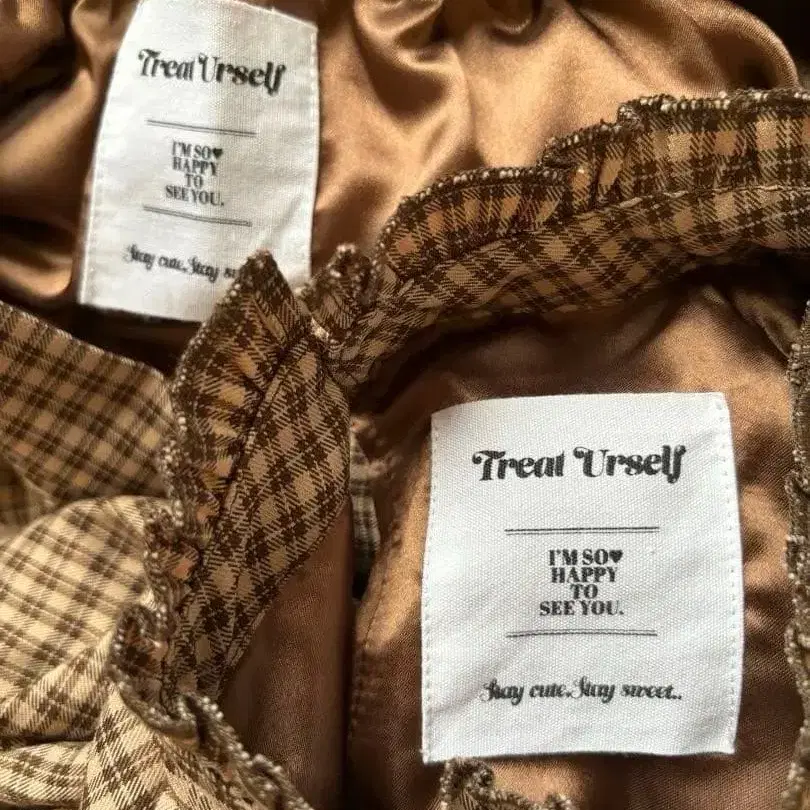 Treat Urself
I'M SO♥
HAPPY
TO
SEE YOU.
Stay cute. Stay
Treat Urself
I'M SO♥
HAPPY
TO
SEE YOU.
Stay cute. Stay sweet..